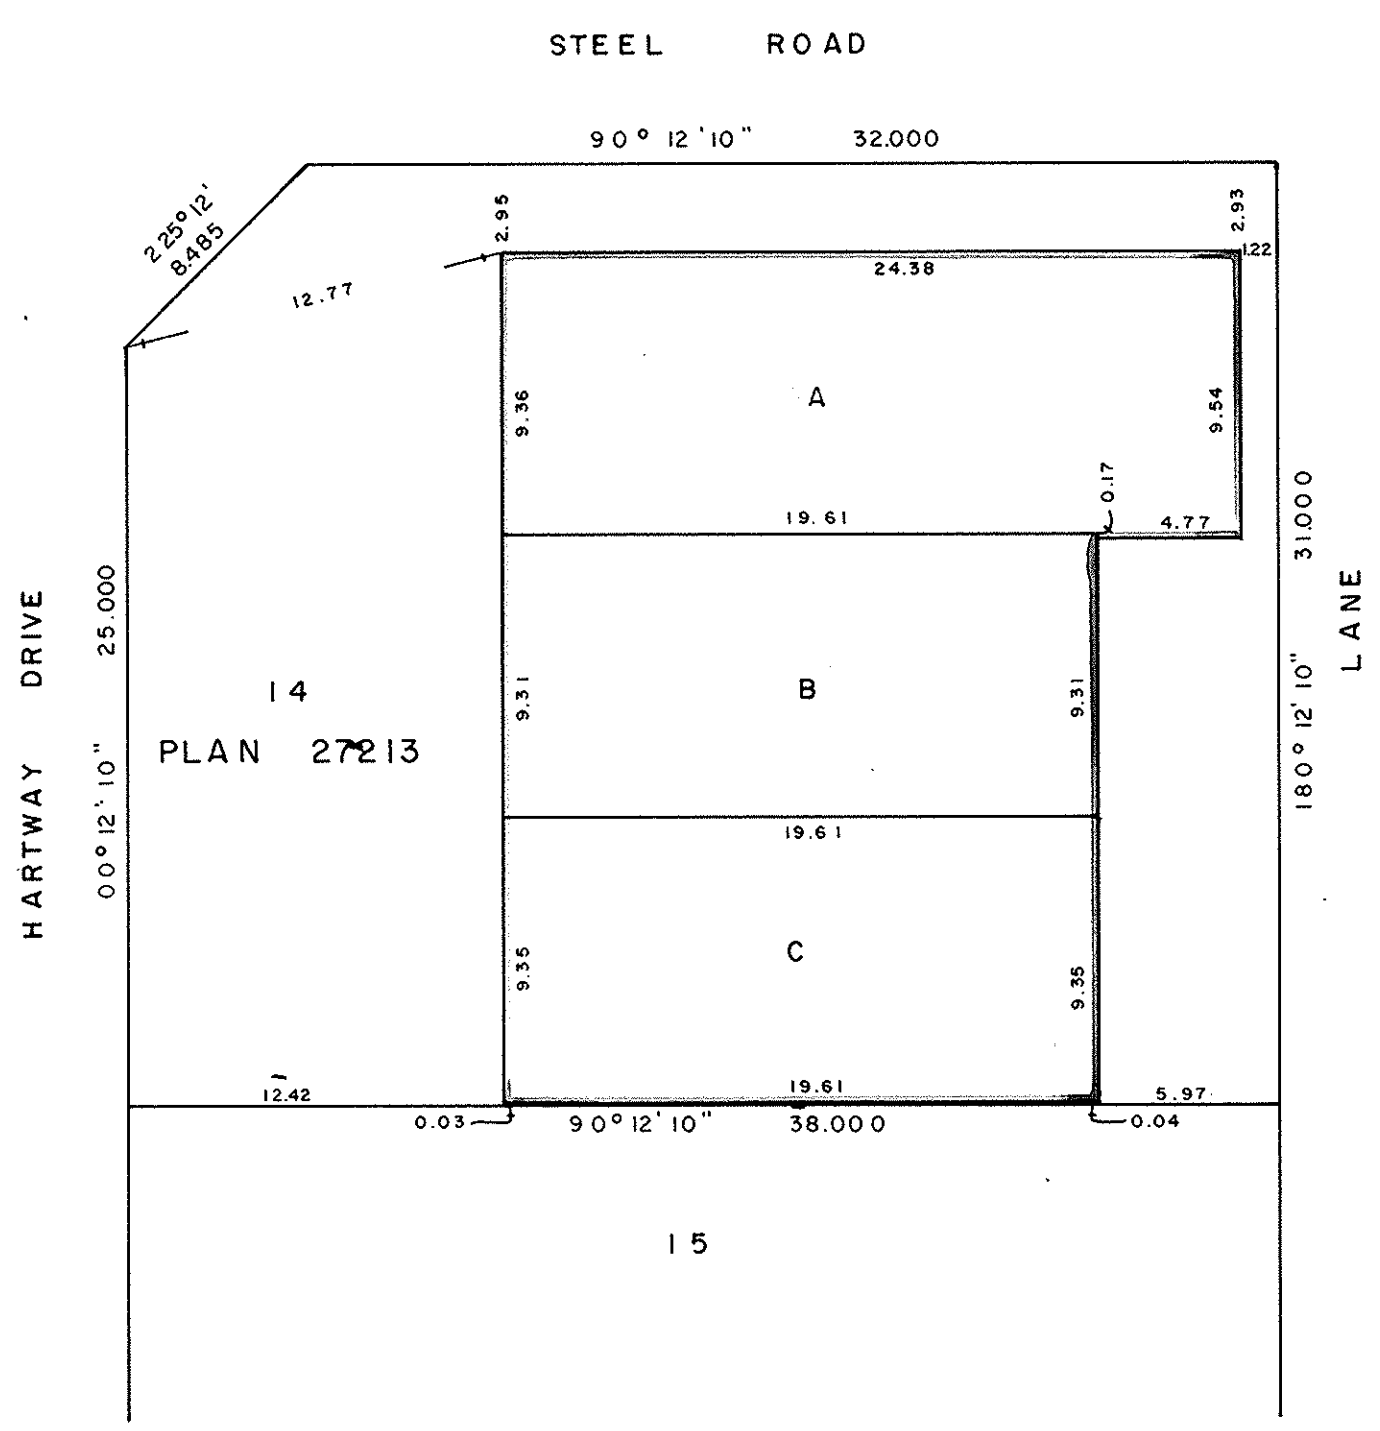 STEEL ROAD
90° 12' 10" 32.000
225° 12'
8.485
2.95
2.93
1.22
24.38
12.77
A
9.36
9.54
0.17
19.61
4.77
31.000
180° 12' 10"
LANE
HARTWAY DRIVE
00° 12' 10" 25.000
14
PLAN 27213
9.31
B
9.31
19.61
9.35
C
9.35
12.42
19.61
5.97
0.03
90° 12' 10" 38.000
0.04
15